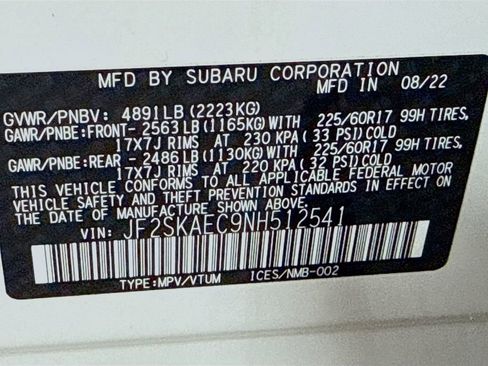 MFD BY SUBARU CORPORATION MFD IN 08/22
GVWR/PNBV: 4891LB (2223KG)
GAWR/PNBE:FRONT- 2563LB(1165KG)WITH 225/60R17 99H TIRES,
17X7J RIMS AT 230 KPA(33 PSI)COLD
GAWR/PNBE:REAR - 2486LB(1130KG)WITH 225/60R17 99H TIRES,
17X7J RIMS AT 220 KPA(32 PSI)COLD
THIS VEHICLE CONFORMS TO ALL APPLICABLE FEDERAL MOTOR
VEHICLE SAFETY AND THEFT PREVENTION STANDARDS IN EFFECT
ON THE DATE OF MANUFACTURE SHOWN ABOVE.
VIN: JF2SKAEC9NH512541
TYPE:MPV/VTUM ICES/NMB-002